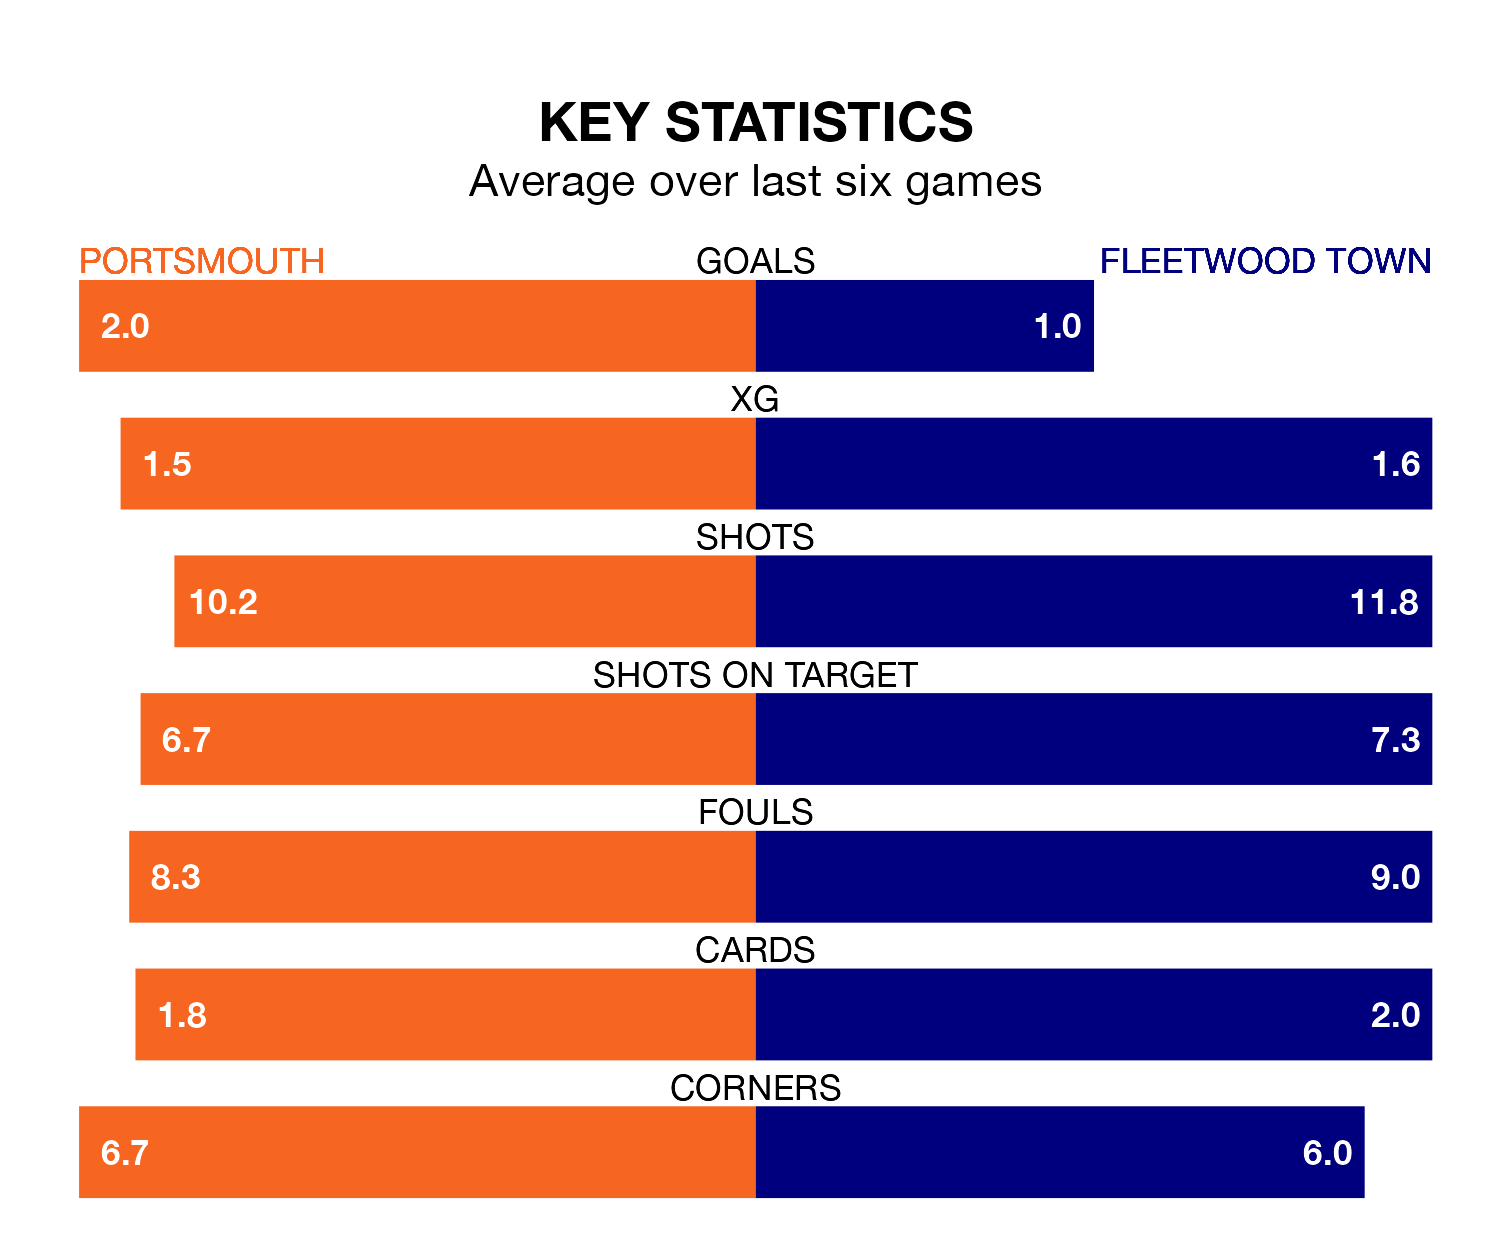 KEY STATISTICS
Average over last six games
PORTSMOUTH GOALS FLEETWOOD TOWN
2.0 1.0
XG
1.5 1.6
SHOTS
10.2 11.8
SHOTS ON TARGET
6.7 7.3
FOULS
8.3 9.0
CARDS
1.8 2.0
CORNERS
6.7 6.0